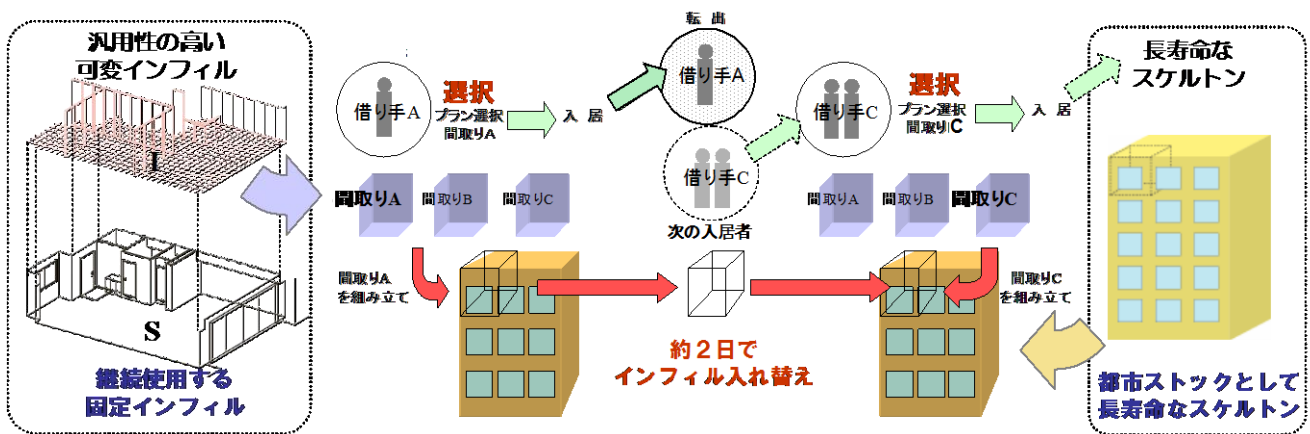 汎用性の高い
可変インフィル
I
S
継続使用する
固定インフィル
借り手A
選択
プラン選択
間取りA
入居
転出
借り手A
借り手C
次の入居者
借り手C
選択
プラン選択
間取りC
入居
間取りA
間取りB
間取りC
間取りA
間取りB
間取りC
間取りA
を組み立て
約2日で
インフィル入れ替え
間取りC
を組み立て
長寿命な
スケルトン
都市ストックとして
長寿命なスケルトン